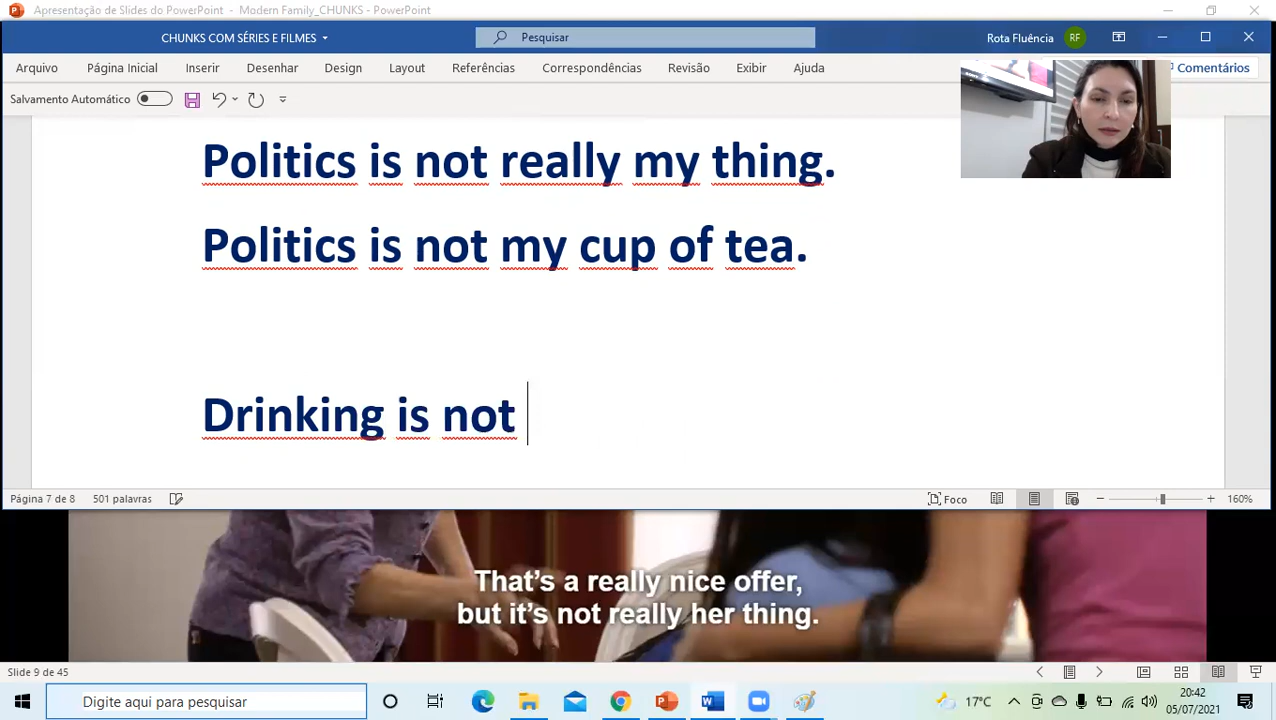 Apresentação de Slides do PowerPoint - Modern Family_CHUNKS - PowerPoint
CHUNKS COM SÉRIES E FILMES
Pesquisar
Rota Fluência RF
Arquivo Página Inicial Inserir Desenhar Design Layout Referências Correspondências Revisão Exibir Ajuda Comentários
Salvamento Automático
Politics is not really my thing.
Politics is not my cup of tea.
Drinking is not
Página 7 de 8 501 palavras Foco 160%
That's a really nice offer,
but it's not really her thing.
Slide 9 de 45
Digite aqui para pesquisar
17°C
20:42
05/07/2021